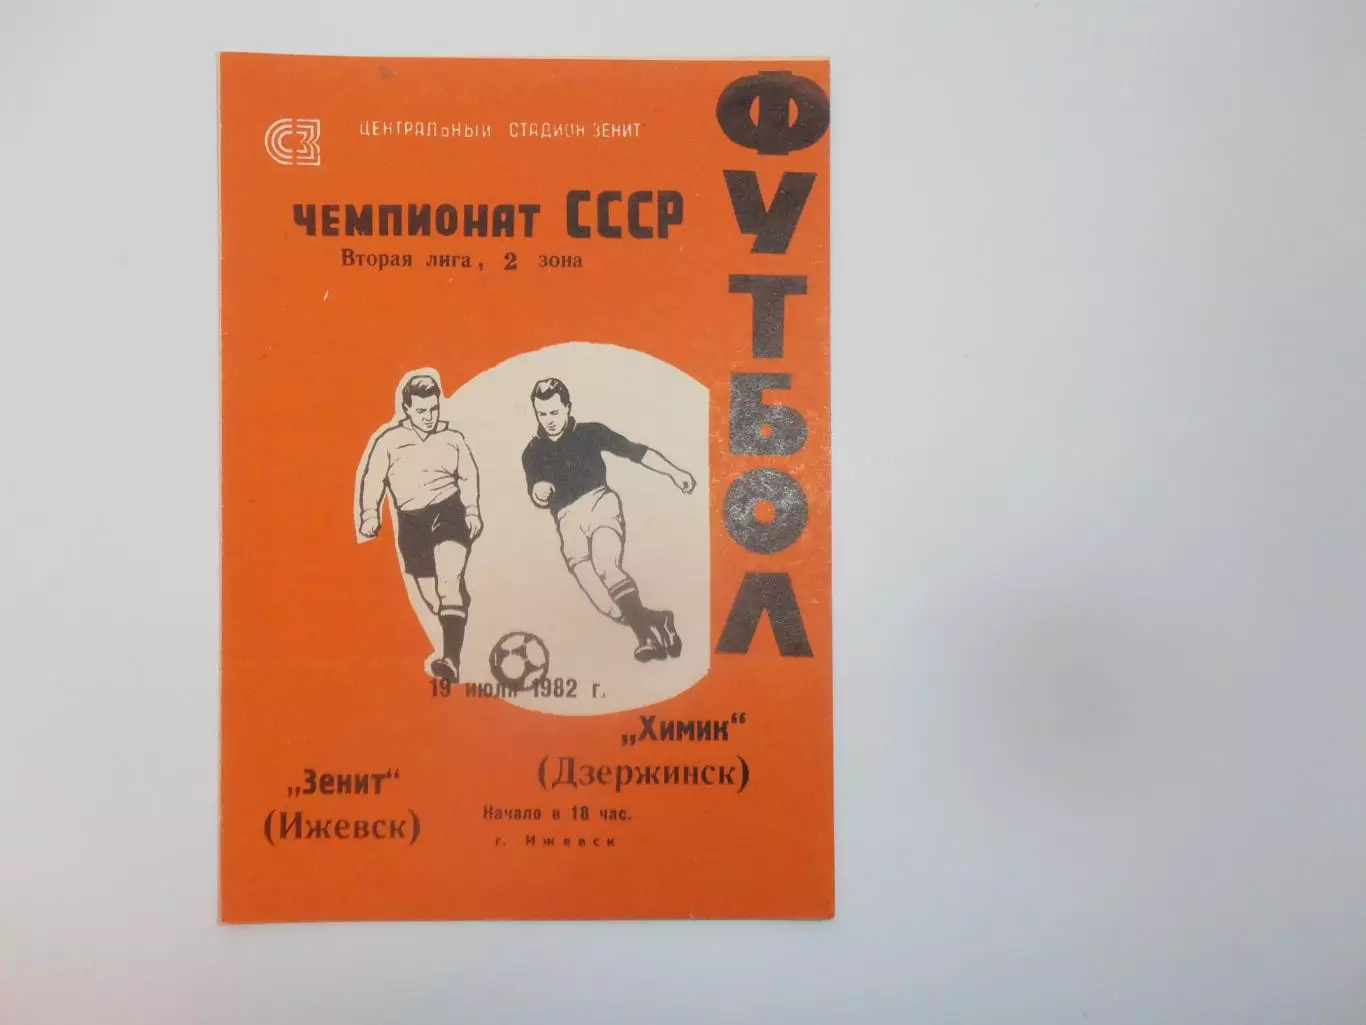 СЗ
ЦЕНТРАЛЬНЫЙ СТАДИОН ЗЕНИТ
ЧЕМПИОНАТ СССР
Вторая лига, 2 зона
ФУТБОЛ
19 июля 1982 г.
„Химик“
(Дзержинск)
„Зенит“
(Ижевск)
Начало в 18 час.
г. Ижевск